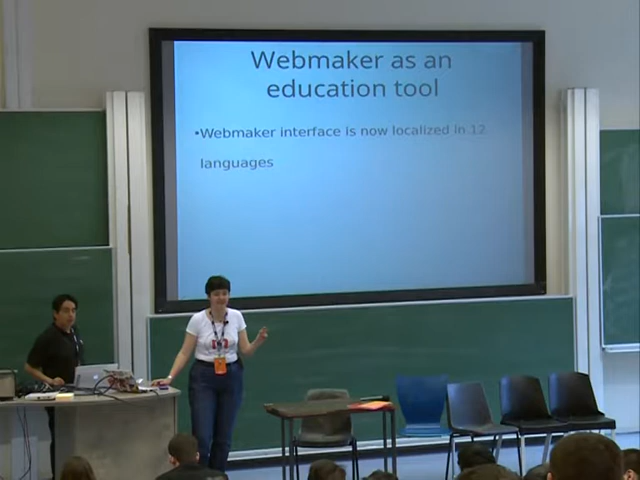 Webmaker as an
education tool
•Webmaker interface is now localized in 12
languages